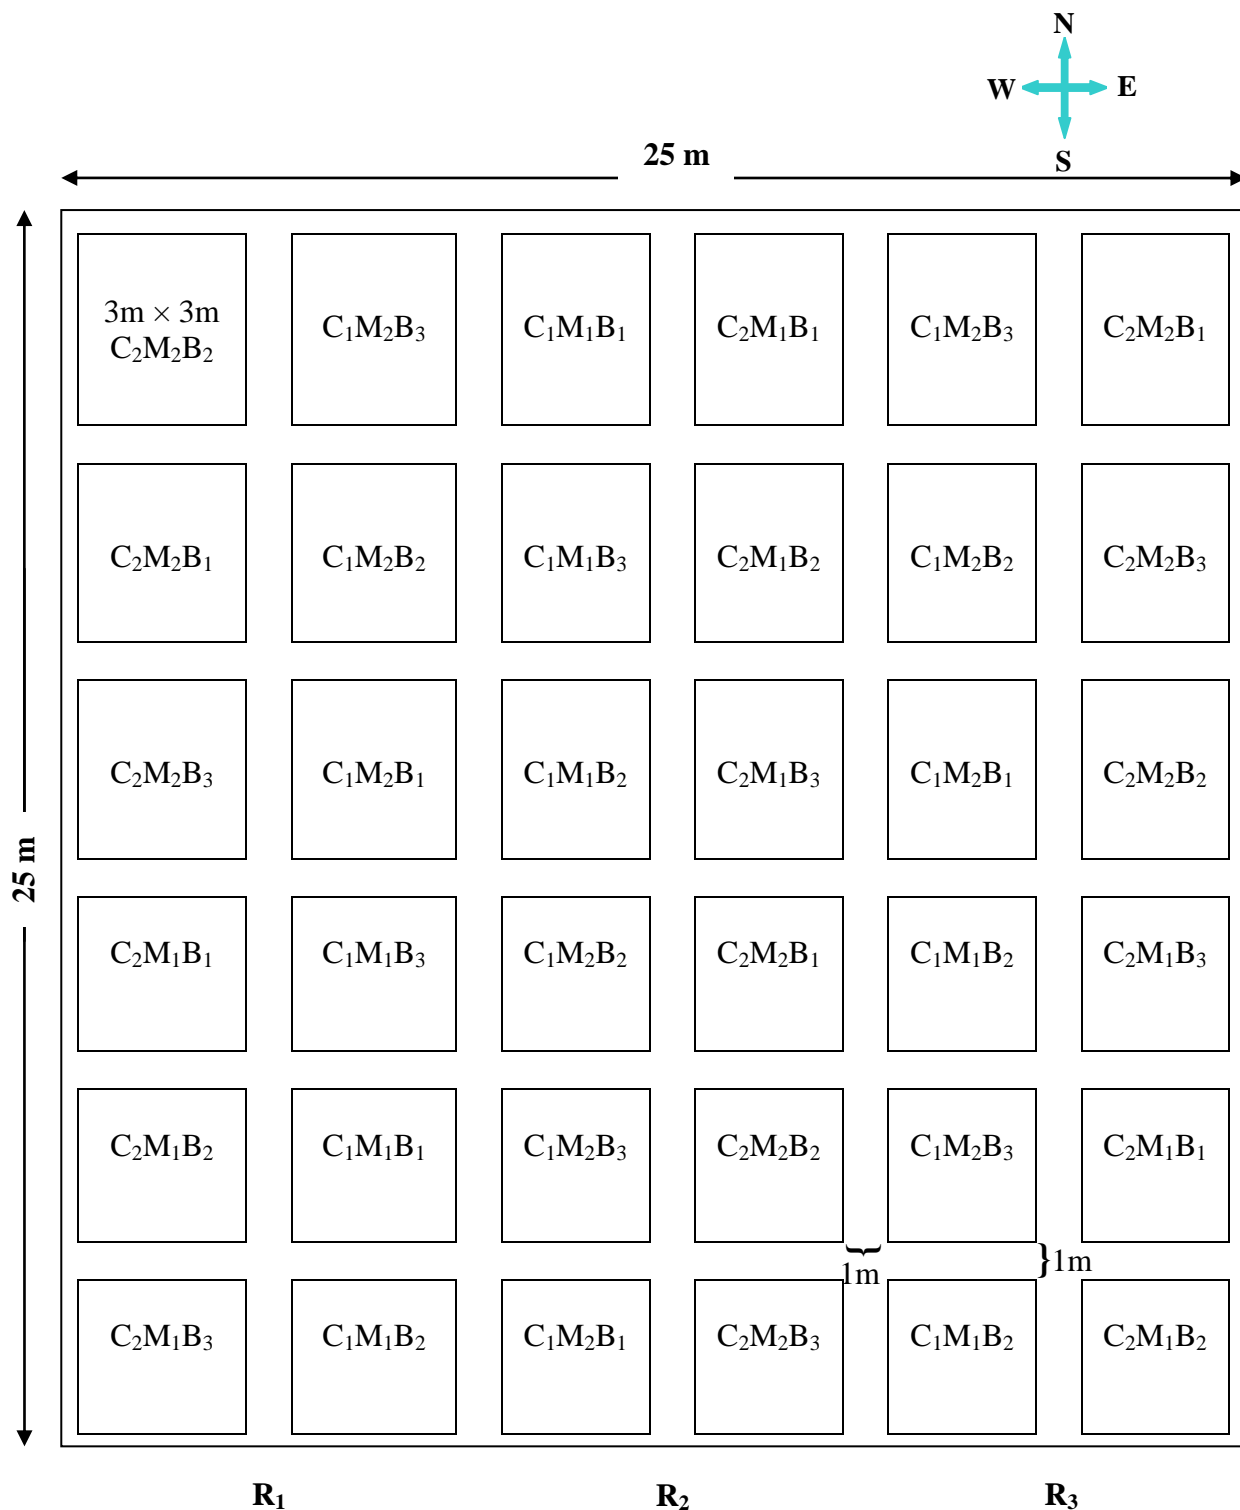 N
W E
S
25 m
3m × 3m
C₂M₂B₂ C₁M₂B₃ C₁M₁B₁ C₂M₁B₁ C₁M₂B₃ C₂M₂B₁
C₂M₂B₁ C₁M₂B₂ C₁M₁B₃ C₂M₁B₂ C₁M₂B₂ C₂M₂B₃
C₂M₂B₃ C₁M₂B₁ C₁M₁B₂ C₂M₁B₃ C₁M₂B₁ C₂M₂B₂
25 m
C₂M₁B₁ C₁M₁B₃ C₁M₂B₂ C₂M₂B₁ C₁M₁B₂ C₂M₁B₃
C₂M₁B₂ C₁M₁B₁ C₁M₂B₃ C₂M₂B₂ C₁M₂B₃ C₂M₁B₁
1m 1m
C₂M₁B₃ C₁M₁B₂ C₁M₂B₁ C₂M₂B₃ C₁M₁B₂ C₂M₁B₂
R₁ R₂ R₃